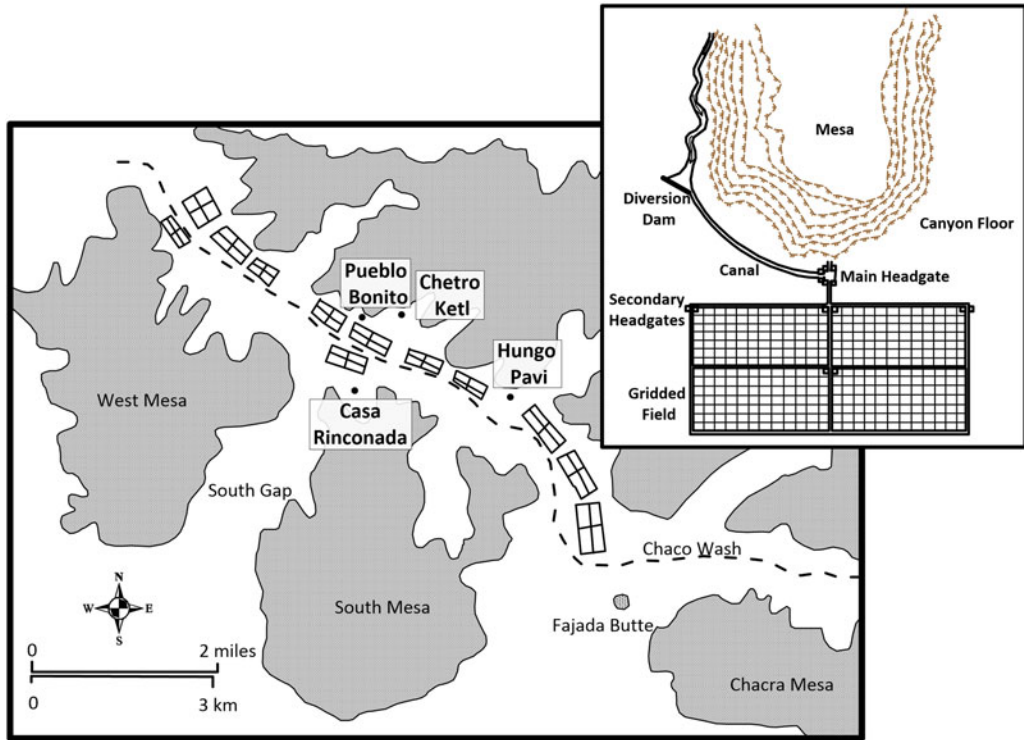 Mesa
Diversion
Dam
Canyon Floor
Canal
Main Headgate
Secondary
Headgates
Gridded
Field
Pueblo
Bonito
Chetro
Ketl
Hungo
Pavi
West Mesa
Casa
Rinconada
South Gap
Chaco Wash
South Mesa
Fajada Butte
Chacra Mesa
N
W E
S
0 2 miles
0 3 km